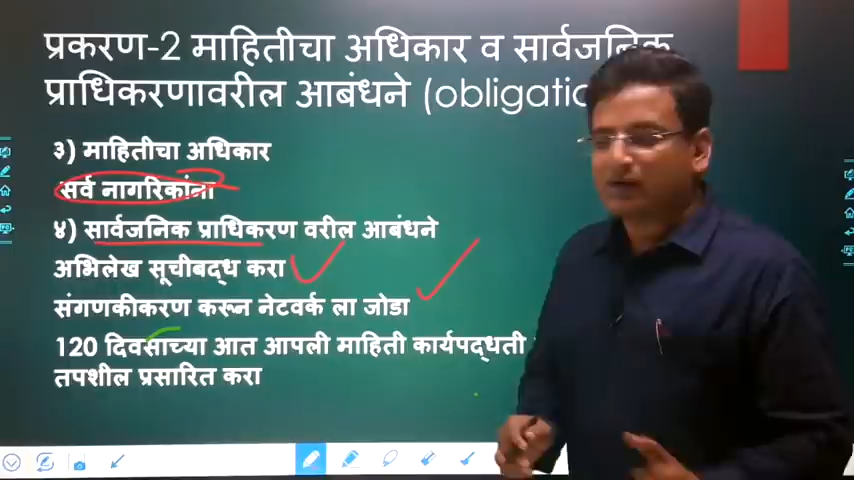 प्रकरण-2 माहितीचा अधिकार व सार्वजनिक
प्राधिकरणावरील आबंधने (obligatio
३) माहितीचा अधिकार
सर्व नागरिकांना
४) सार्वजनिक प्राधिकरण वरील आबंधने
अभिलेख सूचीबद्ध करा
संगणकीकरण करून नेटवर्क ला जोडा
120 दिवसाच्या आत आपली माहिती कार्यपद्धती
तपशील प्रसारित करा